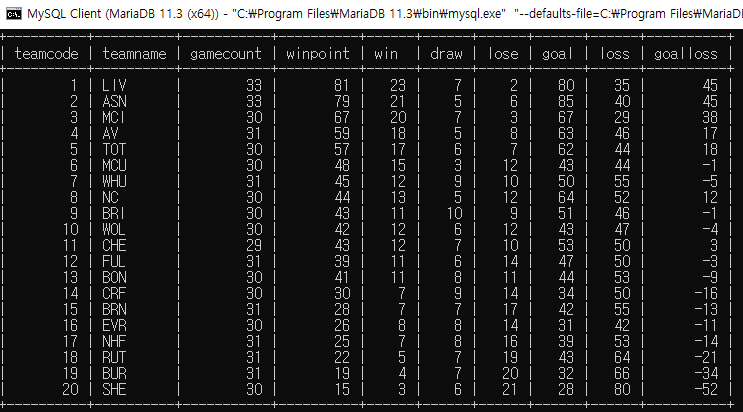 MySQL Client (MariaDB 11.3 (x64)) - "C:₩Program Files₩MariaDB 11.3₩bin₩mysql.exe" "--defaults-file=C:₩Program Files₩MariaD
| teamcode | teamname | gamecount | winpoint | win | draw | lose | goal | loss | goalloss |
| 1 | LIV | 33 | 81 | 23 | 7 | 2 | 80 | 35 | 45 |
| 2 | ASN | 33 | 79 | 21 | 5 | 6 | 85 | 40 | 45 |
| 3 | MCI | 30 | 67 | 20 | 7 | 3 | 67 | 29 | 38 |
| 4 | AV | 31 | 59 | 18 | 5 | 8 | 63 | 46 | 17 |
| 5 | TOT | 30 | 57 | 17 | 6 | 7 | 62 | 44 | 18 |
| 6 | MCU | 30 | 48 | 15 | 3 | 12 | 43 | 44 | -1 |
| 7 | WHU | 31 | 45 | 12 | 9 | 10 | 50 | 55 | -5 |
| 8 | NC | 30 | 44 | 13 | 5 | 12 | 64 | 52 | 12 |
| 9 | BRI | 30 | 43 | 11 | 10 | 9 | 51 | 46 | -1 |
| 10 | WOL | 30 | 42 | 12 | 6 | 12 | 43 | 47 | -4 |
| 11 | CHE | 29 | 43 | 12 | 7 | 10 | 53 | 50 | 3 |
| 12 | FUL | 31 | 39 | 11 | 6 | 14 | 47 | 50 | -3 |
| 13 | BON | 30 | 41 | 11 | 8 | 11 | 44 | 53 | -9 |
| 14 | CRF | 30 | 30 | 7 | 9 | 14 | 34 | 50 | -16 |
| 15 | BRN | 31 | 28 | 7 | 7 | 17 | 42 | 55 | -13 |
| 16 | EVR | 30 | 26 | 8 | 8 | 14 | 31 | 42 | -11 |
| 17 | NHF | 31 | 25 | 7 | 8 | 16 | 39 | 53 | -14 |
| 18 | RUT | 31 | 22 | 5 | 7 | 19 | 43 | 64 | -21 |
| 19 | BUR | 31 | 19 | 4 | 7 | 20 | 32 | 66 | -34 |
| 20 | SHE | 30 | 15 | 3 | 6 | 21 | 28 | 80 | -52 |